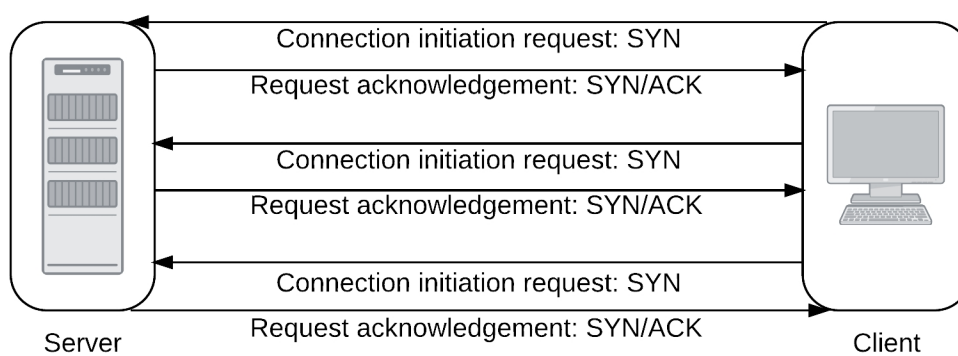 Connection initiation request: SYN
Request acknowledgement: SYN/ACK
Connection initiation request: SYN
Request acknowledgement: SYN/ACK
Connection initiation request: SYN
Request acknowledgement: SYN/ACK
Server
Client